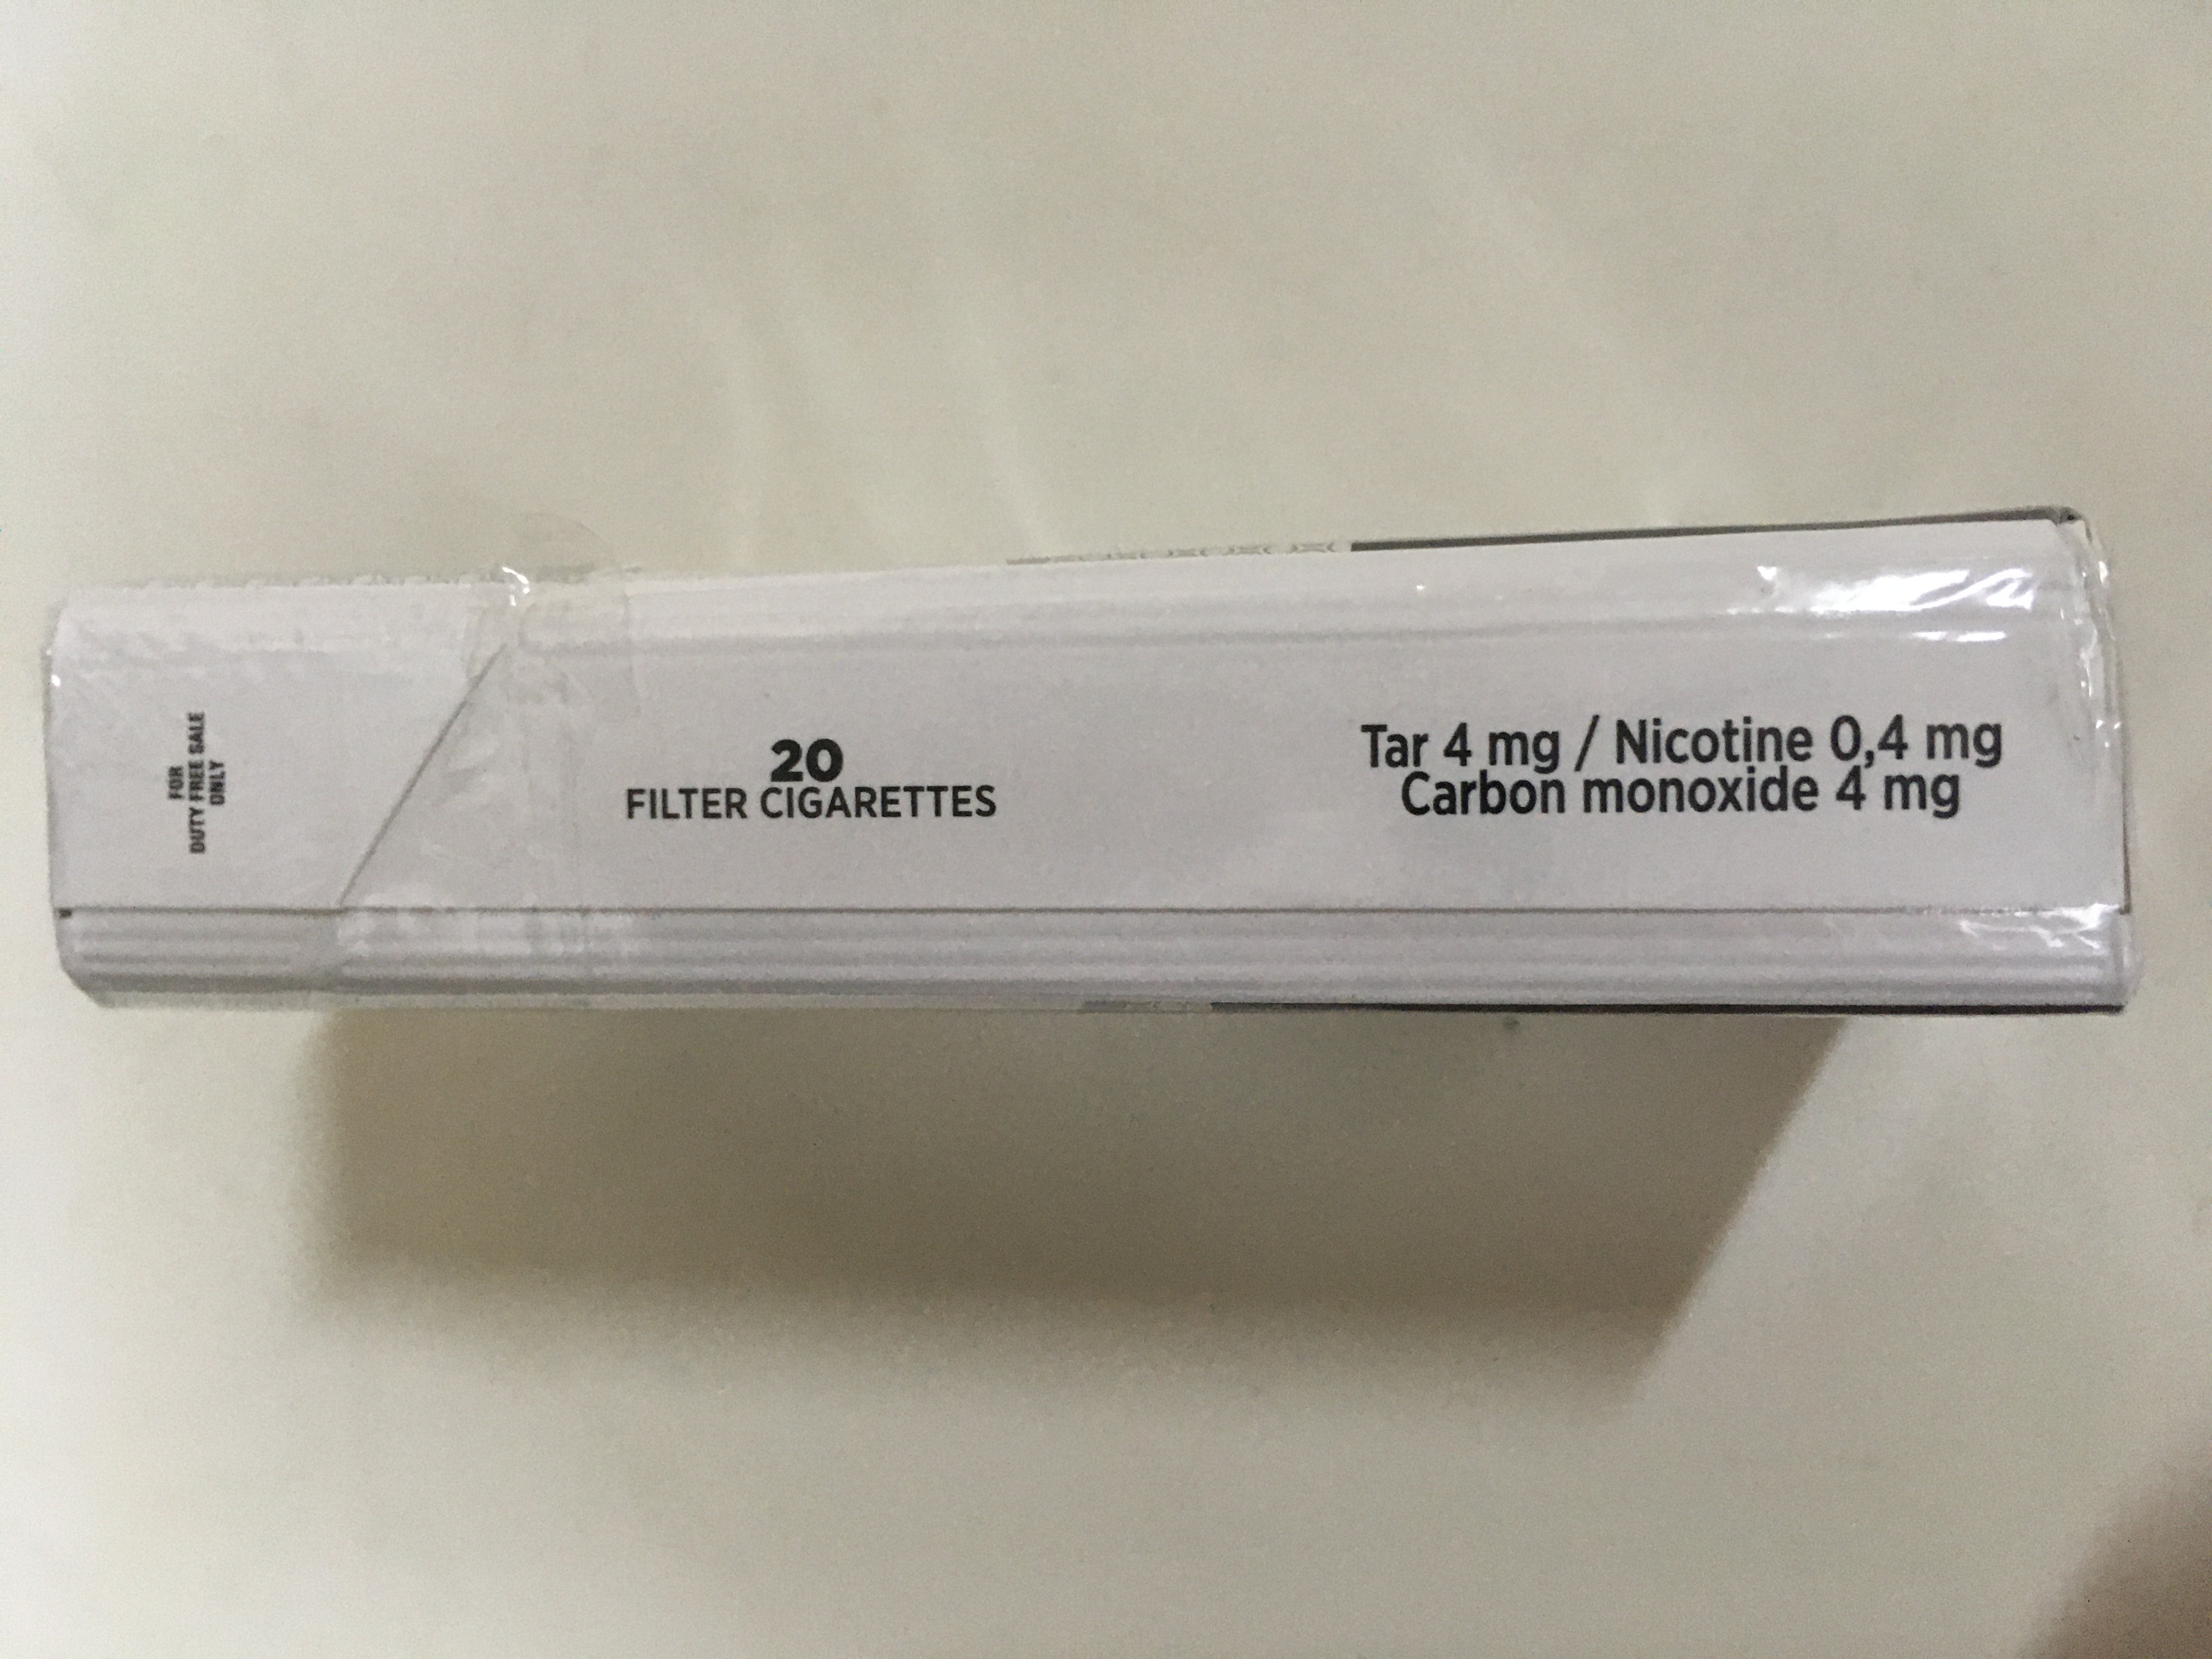 FOR
DUTY FREE SALE
ONLY
20
FILTER CIGARETTES
Tar 4 mg / Nicotine 0,4 mg
Carbon monoxide 4 mg